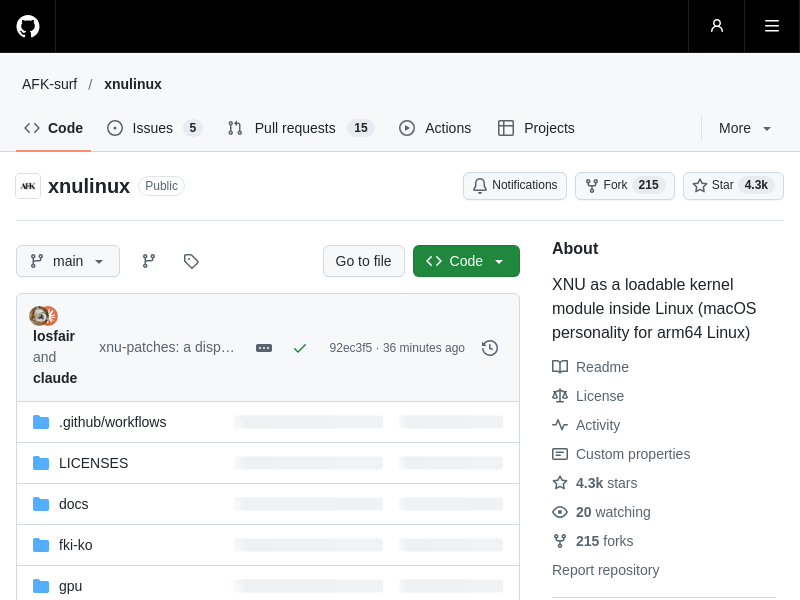 AFK-surf / xnulinux
Code
Issues 5
Pull requests 15
Actions
Projects
More
AFK
xnulinux Public
Notifications
Fork 215
Star 4.3k
main
Go to file
Code
losfair
and
claude
xnu-patches: a disp…
92ec3f5 · 36 minutes ago
.github/workflows
LICENSES
docs
fki-ko
gpu
About
XNU as a loadable kernel
module inside Linux (macOS
personality for arm64 Linux)
Readme
License
Activity
Custom properties
4.3k stars
20 watching
215 forks
Report repository